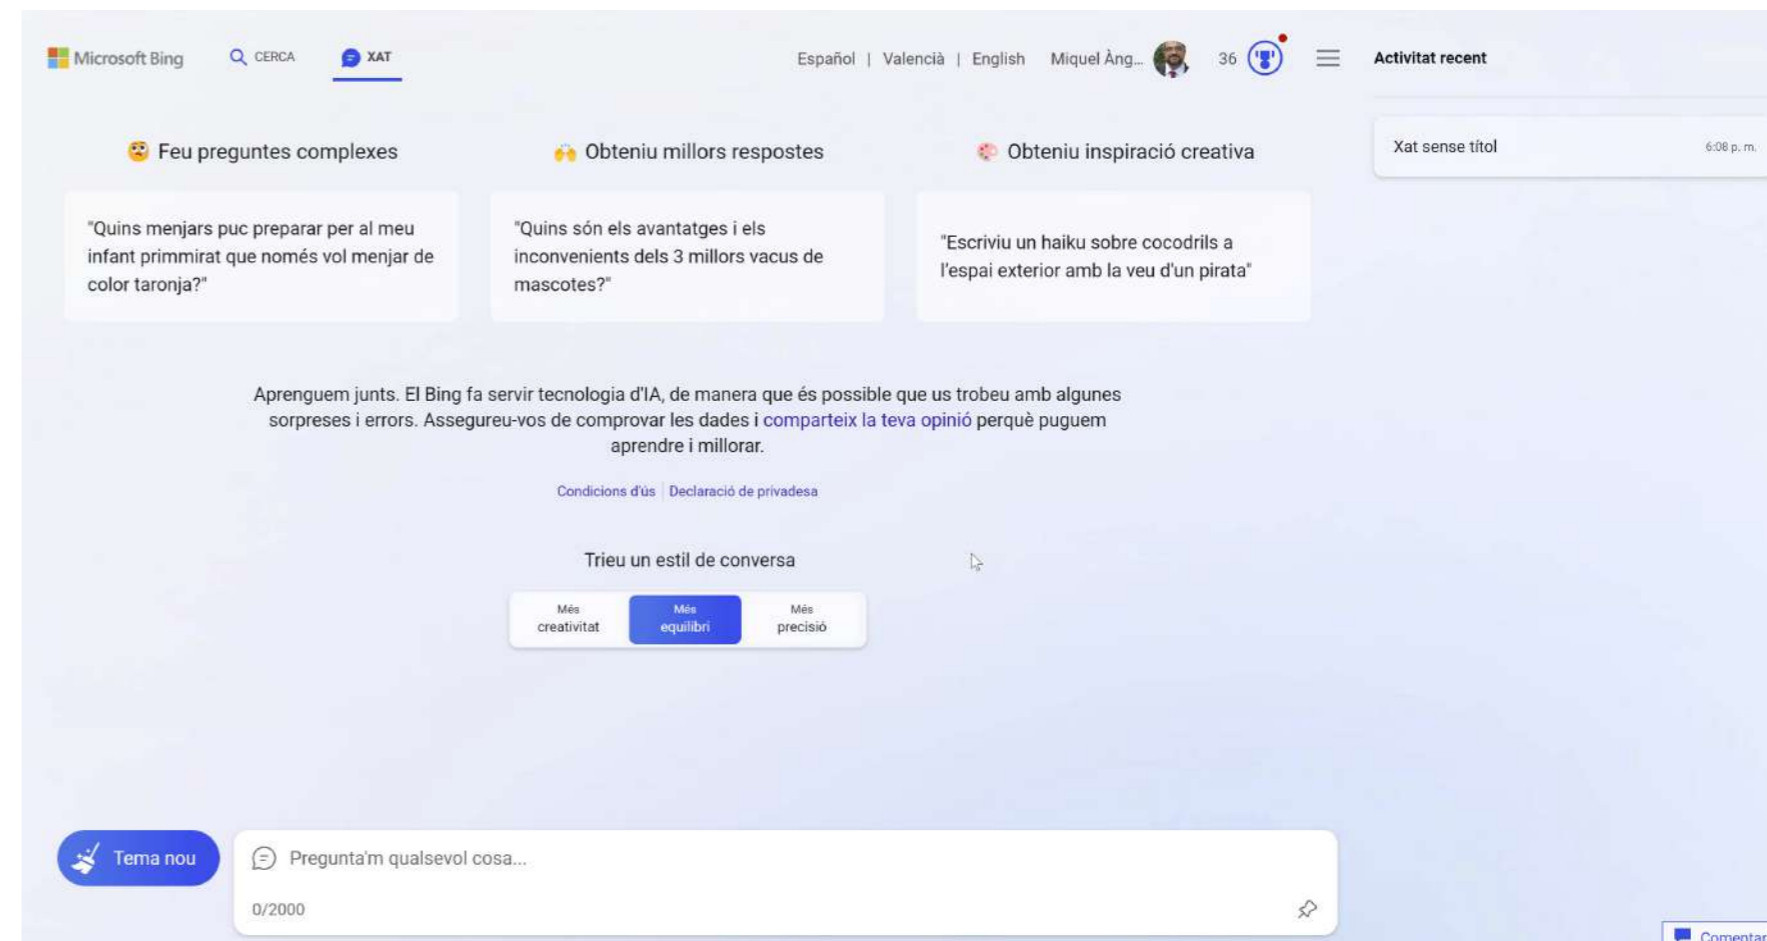 Microsoft Bing
CERCA
XAT
Español | Valencià | English
Miquel Àng...
36
Activitat recent
Xat sense títol
6:08 p. m.
Feu preguntes complexes
"Quins menjars puc preparar per al meu
infant primmirat que només vol menjar de
color taronja?"
Obteniu millors respostes
"Quins són els avantatges i els
inconvenients dels 3 millors vacus de
mascotes?"
Obteniu inspiració creativa
"Escriviu un haiku sobre cocodrils a
l'espai exterior amb la veu d'un pirata"
Aprenguem junts. El Bing fa servir tecnologia d'IA, de manera que és possible que us trobeu amb algunes
sorpreses i errors. Assegureu-vos de comprovar les dades i comparteix la teva opinió perquè puguem
aprendre i millorar.
Condicions d'ús | Declaració de privadesa
Trieu un estil de conversa
Més
creativitat
Més
equilibri
Més
precisió
Tema nou
Pregunta'm qualsevol cosa...
0/2000
Comentar